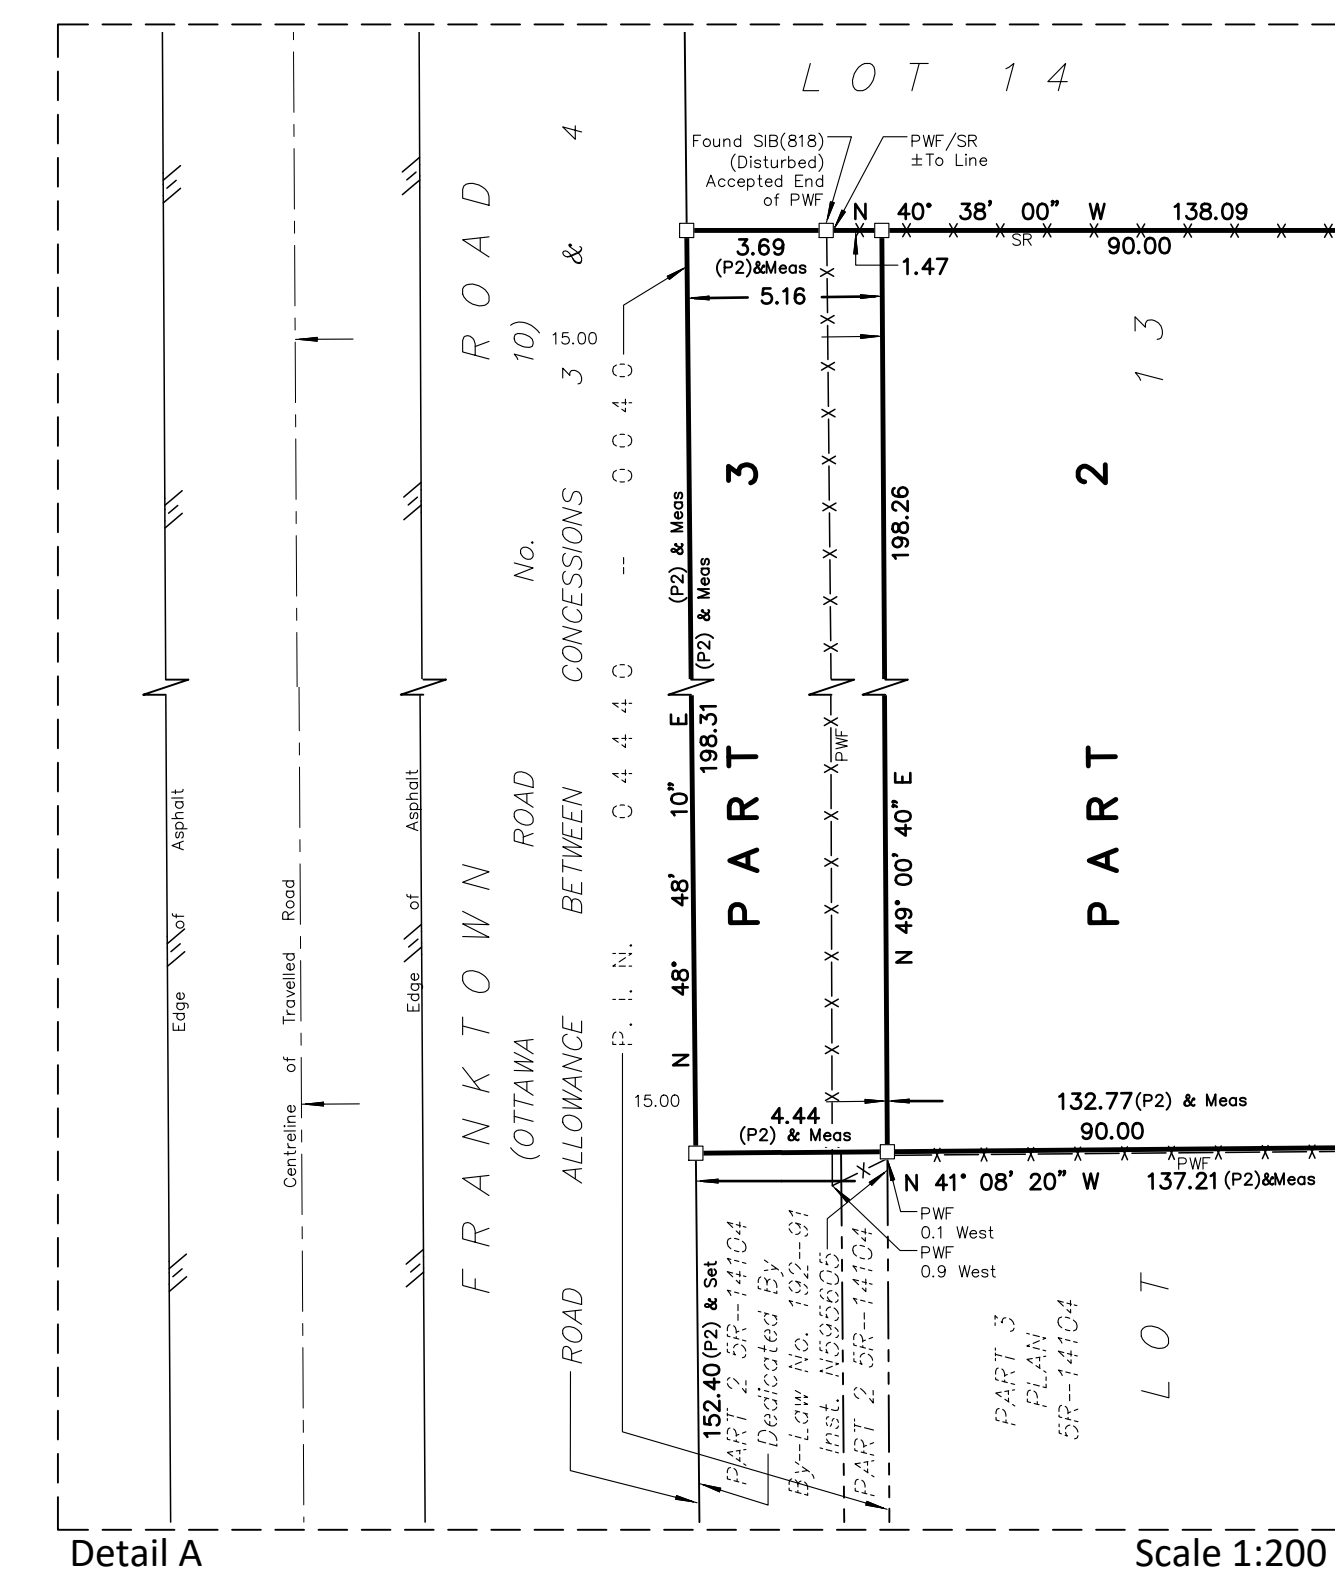 LOT 14
Found SIB(818)
(Disturbed)
Accepted End
of PWF
PWF/SR
±To Line
N 40° 38' 00" W 138.09
SR
90.00
3.69
(P2)&Meas
1.47
5.16
15.00
13
PART 3
PART 2
198.26
N 49° 00' 40" E
(P2) & Meas
(P2) & Meas
198.31
N 48° 48' 10" E
PWF
Edge of Asphalt
Centreline of Travelled Road
Edge of Asphalt
FRANKTOWN ROAD
(OTTAWA ROAD No. 10)
ROAD ALLOWANCE BETWEEN CONCESSIONS 3 & 4
P.I.N. 04440 -- 0040
15.00
4.44
(P2) & Meas
132.77(P2) & Meas
90.00
PWF
N 41° 08' 20" W 137.21(P2)&Meas
PWF
0.1 West
PWF
0.9 West
152.40(P2) & Set
PART 2 5R--14104
Dedicated By
By--Law No. 192--91
Inst. N595605
PART 2 5R--14104
PART 3
PLAN
5R--14104
LOT
Detail A
Scale 1:200